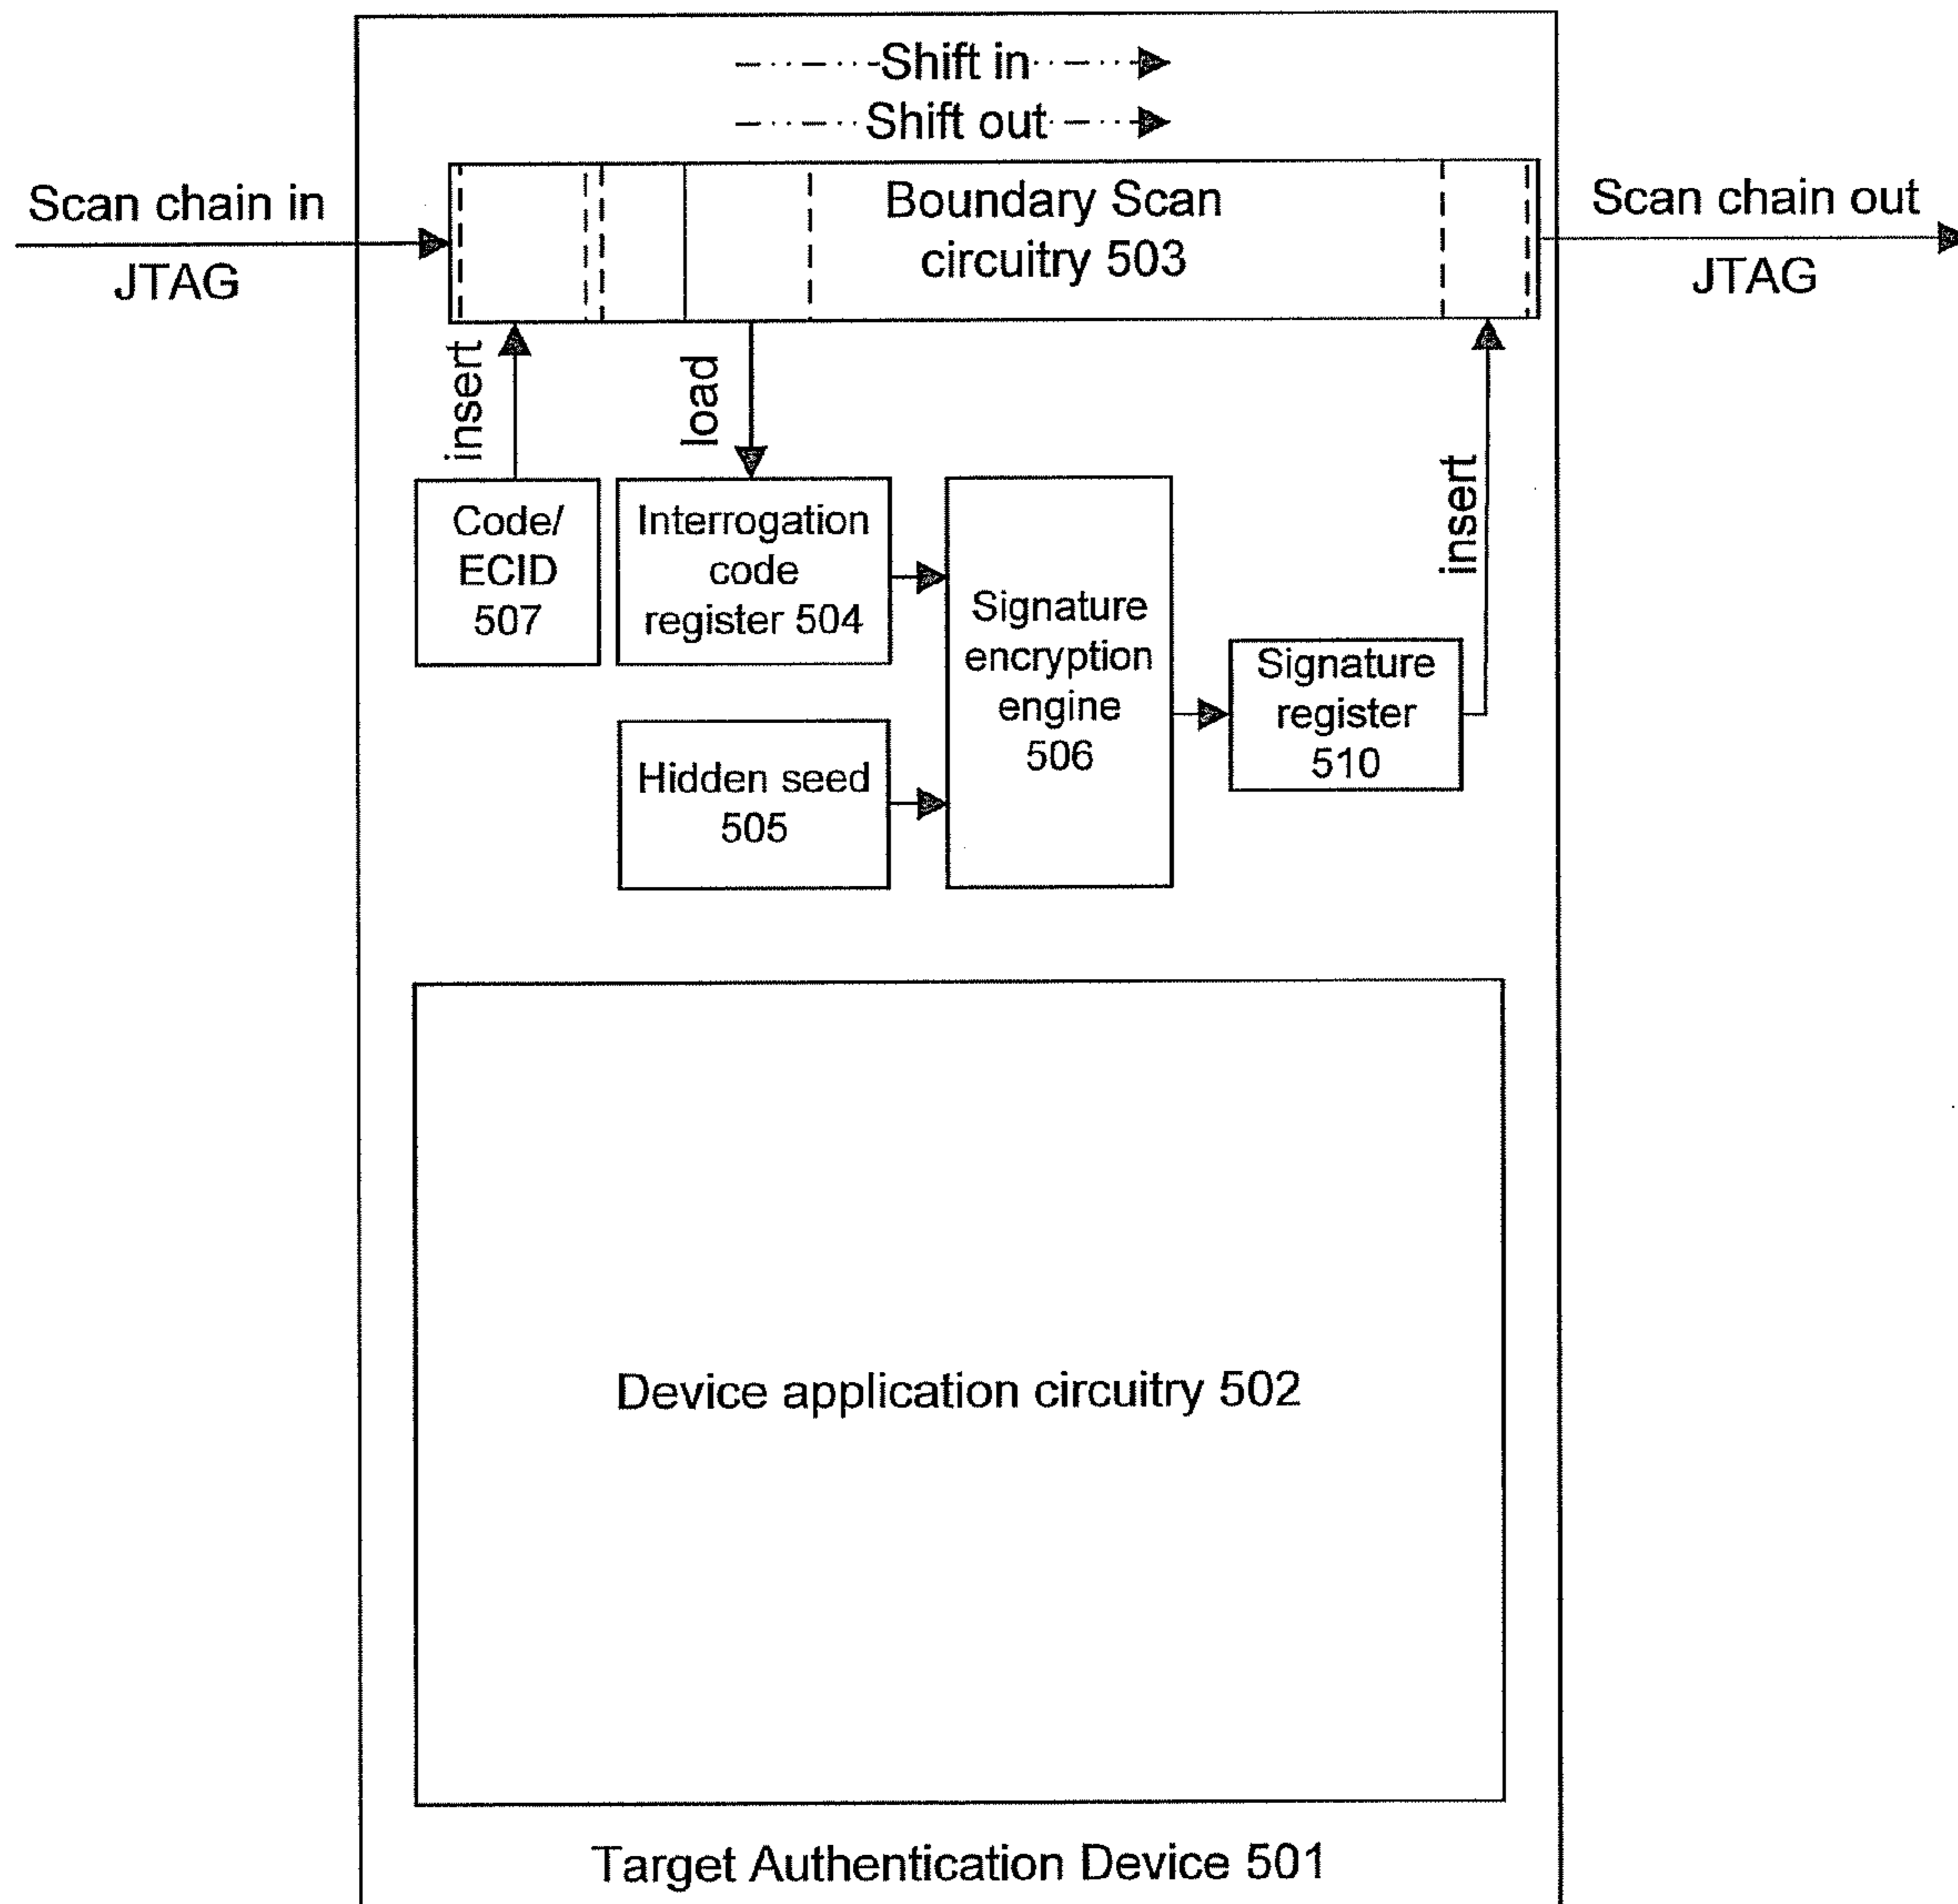 Shift in
Shift out
Scan chain in
JTAG
Boundary Scan
circuitry 503
Scan chain out
JTAG
insert
load
insert
Code/
ECID
507
Interrogation
code
register 504
Signature
encryption
engine
506
Signature
register
510
Hidden seed
505
Device application circuitry 502
Target Authentication Device 501